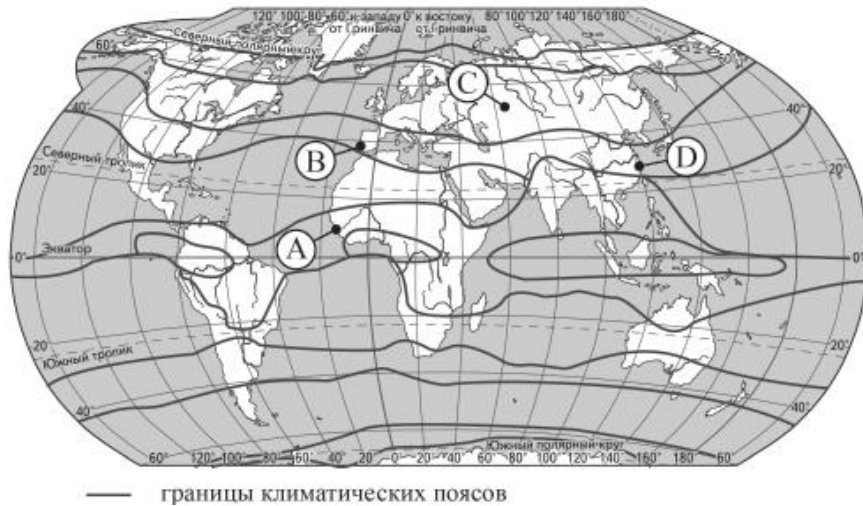 120° 100° 80° 60° к западу 0° к востоку 80° 100° 120° 140° 160° 180°
от Гринвича от Гринвича
Северный полярный круг
60°
C
40° 40°
B
D
Северный тропик
20° 20°
A
Экватор
0° 0°
20 20°
Южный тропик
40° 40°
Южный полярный круг
60° 120° 100° 80° 60° 40° 20 0° 20° 40° 60° 80° 100° 120° 140° 160° 180 60°
границы климатических поясов